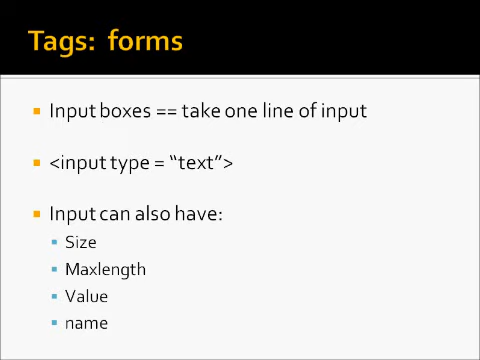 Tags: forms
Input boxes == take one line of input
<input type = “text”>
Input can also have:
Size
Maxlength
Value
name